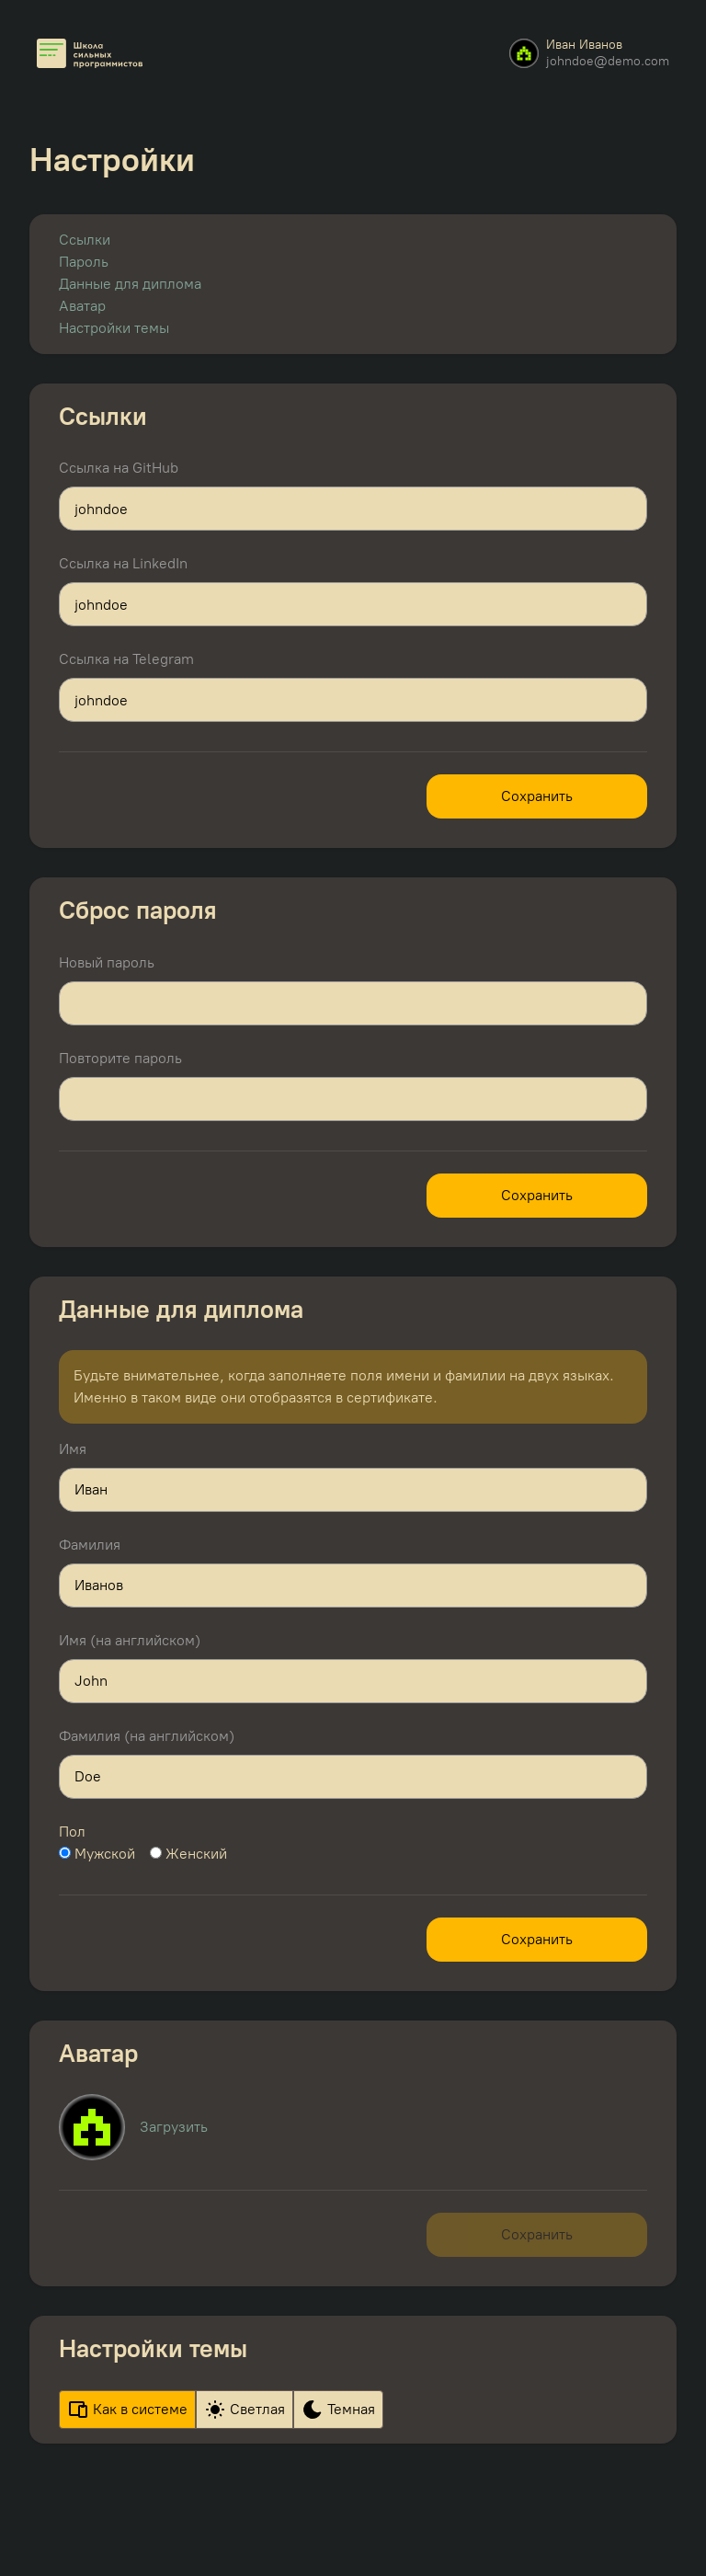 Школа
сильных
программистов
Иван Иванов
johndoe@demo.com
Настройки
Ссылки
Пароль
Данные для диплома
Аватар
Настройки темы
Ссылки
Ссылка на GitHub
johndoe
Ссылка на LinkedIn
johndoe
Ссылка на Telegram
johndoe
Сохранить
Сброс пароля
Новый пароль
Повторите пароль
Сохранить
Данные для диплома
Будьте внимательнее, когда заполняете поля имени и фамилии на двух языках.
Именно в таком виде они отобразятся в сертификате.
Имя
Иван
Фамилия
Иванов
Имя (на английском)
John
Фамилия (на английском)
Doe
Пол
Мужской Женский
Сохранить
Аватар
Загрузить
Сохранить
Настройки темы
Как в системе Светлая Темная